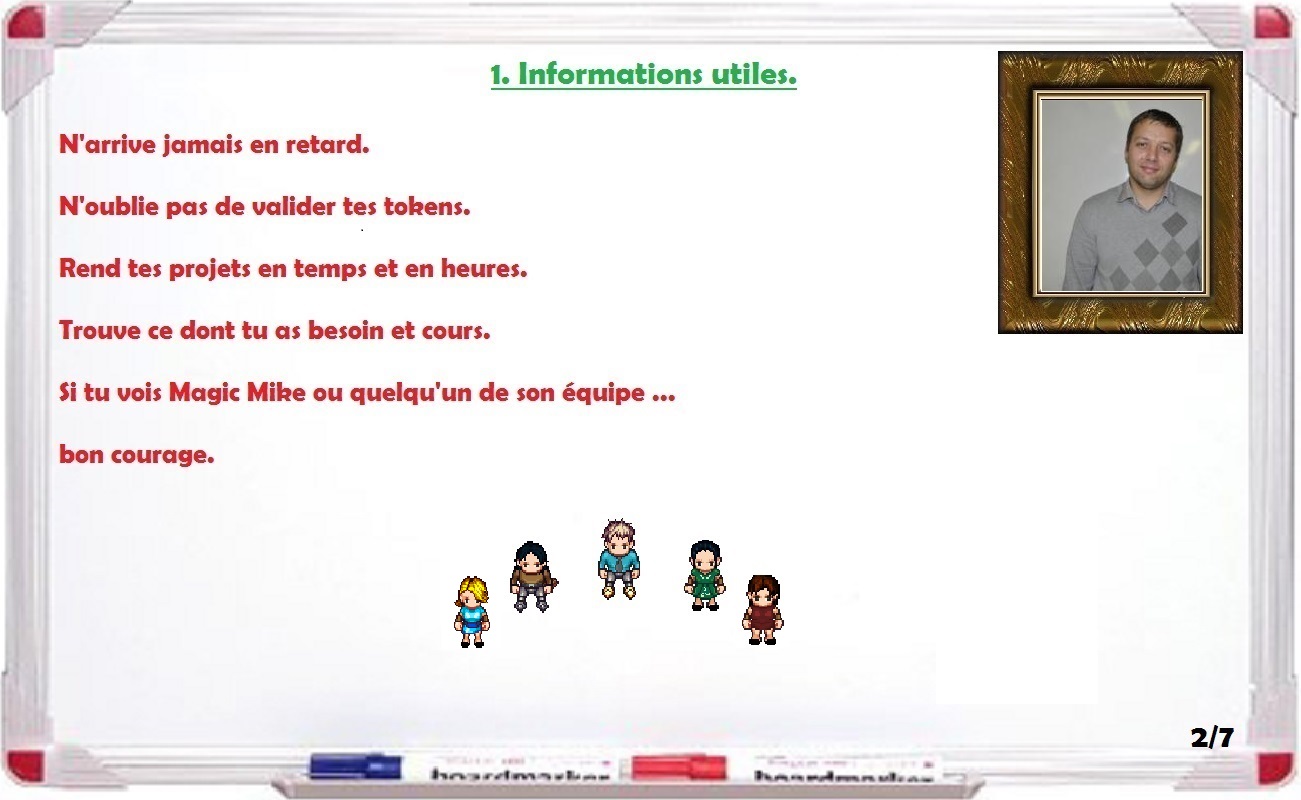 1. Informations utiles.
N'arrive jamais en retard.
N'oublie pas de valider tes tokens.
Rend tes projets en temps et en heures.
Trouve ce dont tu as besoin et cours.
Si tu vois Magic Mike ou quelqu'un de son équipe ...
bon courage.
2/7
boardmarker boardmarker